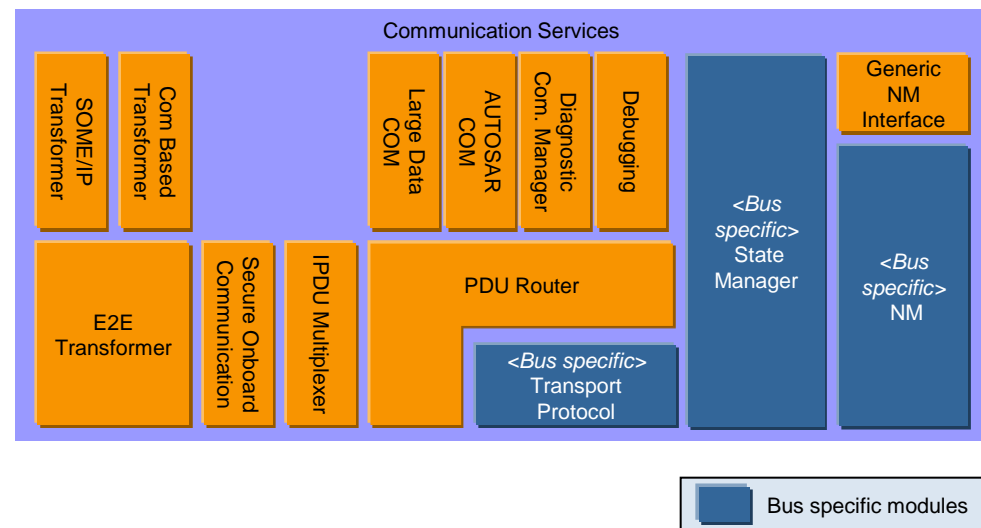 Communication Services
SOME/IP
Transformer
Com Based
Transformer
Large Data
COM
AUTOSAR
COM
Diagnostic
Com. Manager
Debugging
<Bus
specific>
State
Manager
Generic
NM
Interface
E2E
Transformer
Secure Onboard
Communication
IPDU Multiplexer
PDU Router
<Bus specific>
Transport
Protocol
<Bus
specific>
NM
Bus specific modules